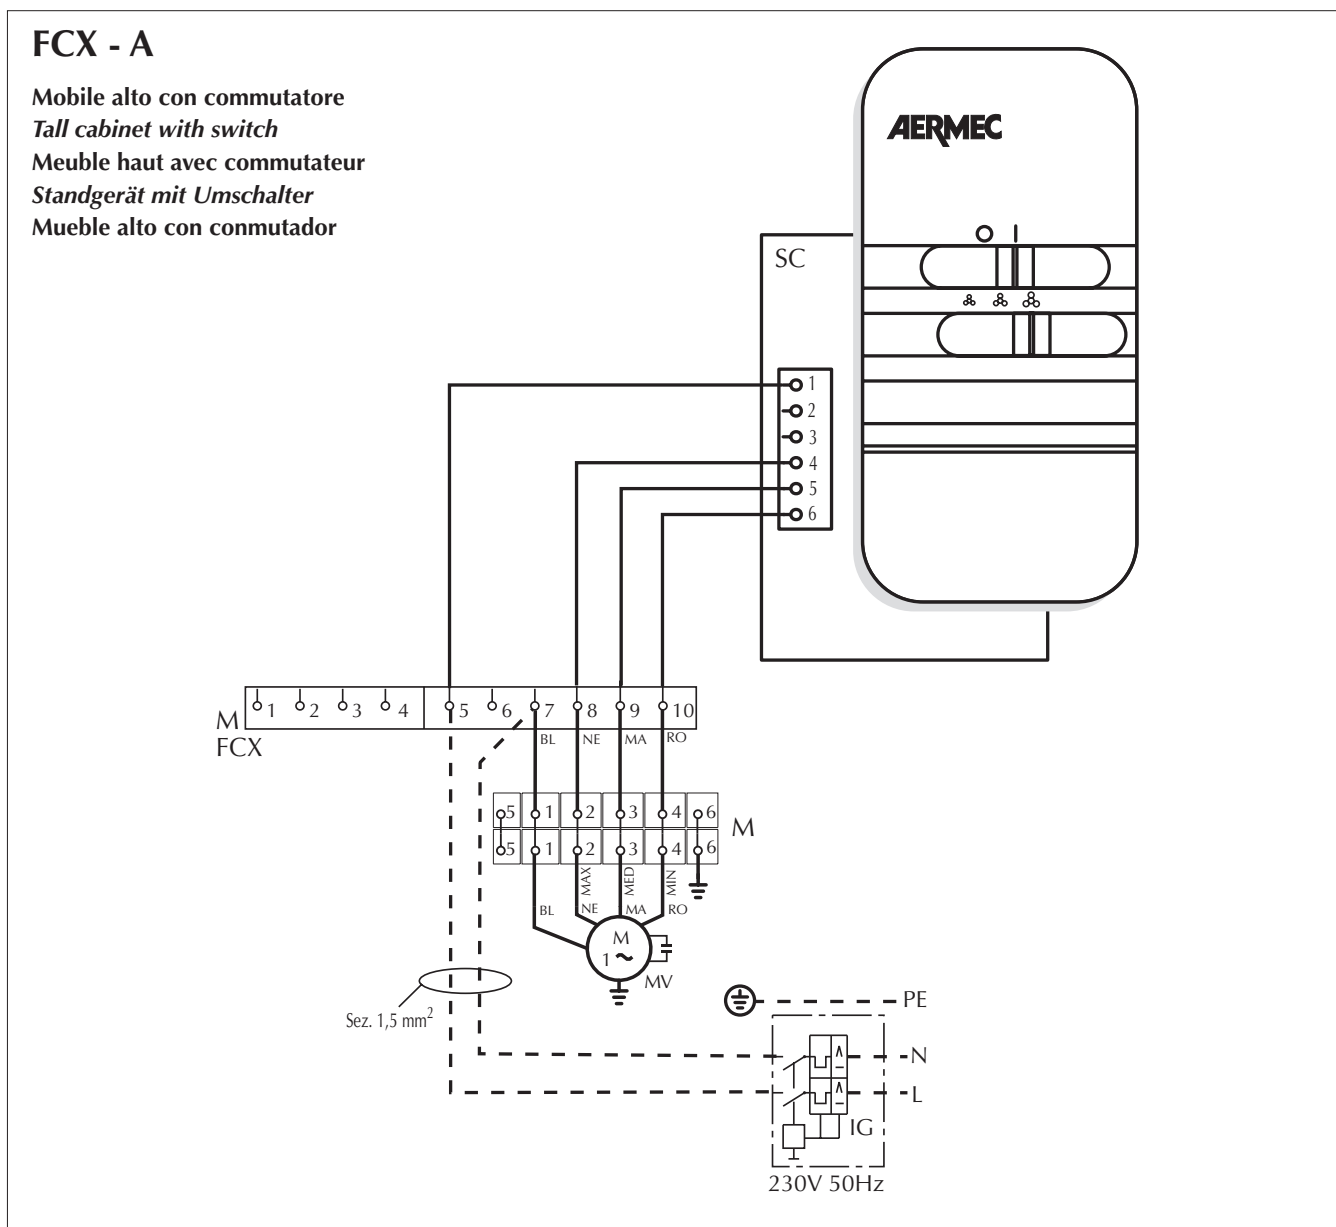 FCX - A
Mobile alto con commutatore
Tall cabinet with switch
Meuble haut avec commutateur
Standgerät mit Umschalter
Mueble alto con conmutador
AERMEC
SC
1
2
3
4
5
6
M
FCX
1 2 3 4 5 6 7 8 9 10
BL NE MA RO
5 1 2 3 4 6
M
5 1 2 3 4 6
MAX MED MIN
BL NE MA RO
M
1 ~
MV
Sez. 1,5 mm²
PE
N
L
IG
230V 50Hz